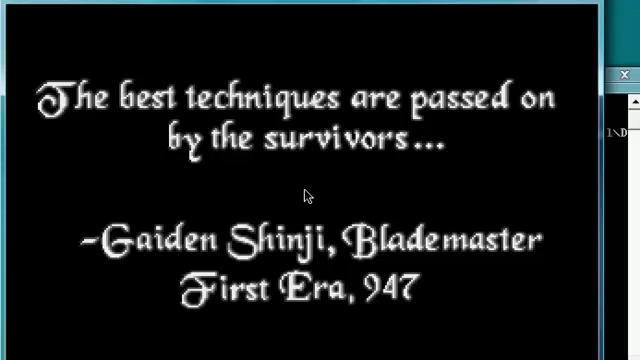 The best techniques are passed on
by the survivors...
-Gaiden Shinji, Blademaster
First Era, 947